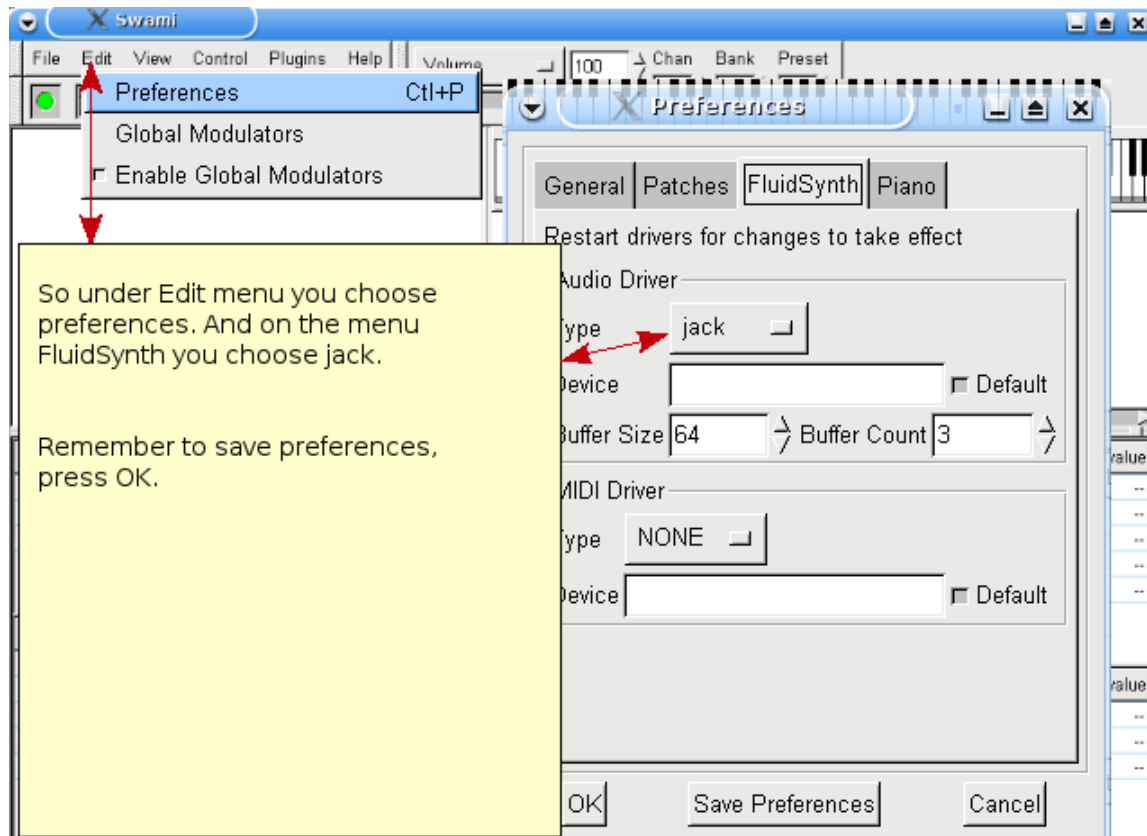 Swami
File Edit View Control Plugins Help Volume 100 Chan Bank Preset
Preferences Ctl+P
Global Modulators
Enable Global Modulators
Preferences
General Patches FluidSynth Piano
Restart drivers for changes to take effect
Audio Driver
Type jack
Device Default
Buffer Size 64 Buffer Count 3
MIDI Driver
Type NONE
Device Default
OK Save Preferences Cancel
So under Edit menu you choose
preferences. And on the menu
FluidSynth you choose jack.
Remember to save preferences,
press OK.
value
--
--
--
--
--
value
--
--
--